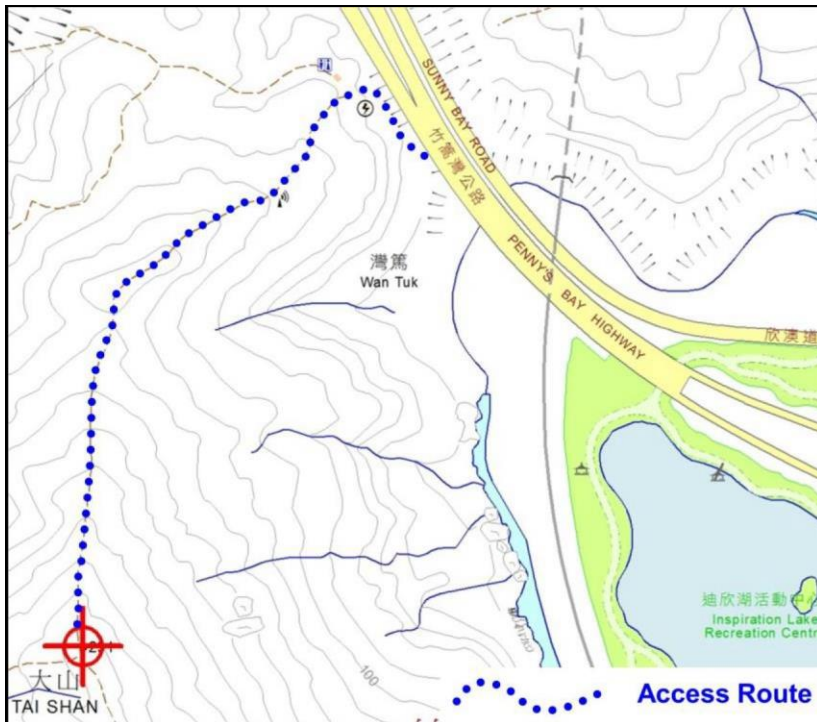 SUNNY BAY ROAD
竹篙灣公路
PENNY'S BAY HIGHWAY
灣篤
Wan Tuk
欣澳道
迪欣湖活動中心
Inspiration Lake
Recreation Centr
大山
TAI SHAN
100
Access Route